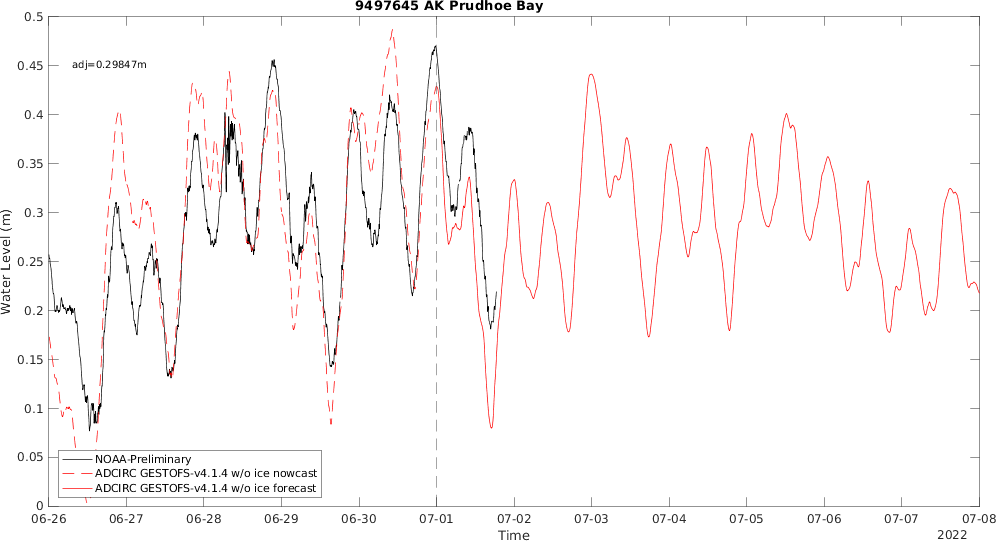 9497645 AK Prudhoe Bay
adj=0.29847m
Water Level (m)
0.5
0.45
0.4
0.35
0.3
0.25
0.2
0.15
0.1
0.05
0
NOAA-Preliminary
ADCIRC GESTOFS-v4.1.4 w/o ice nowcast
ADCIRC GESTOFS-v4.1.4 w/o ice forecast
06-26 06-27 06-28 06-29 06-30 07-01 07-02 07-03 07-04 07-05 07-06 07-07 07-08
Time
2022